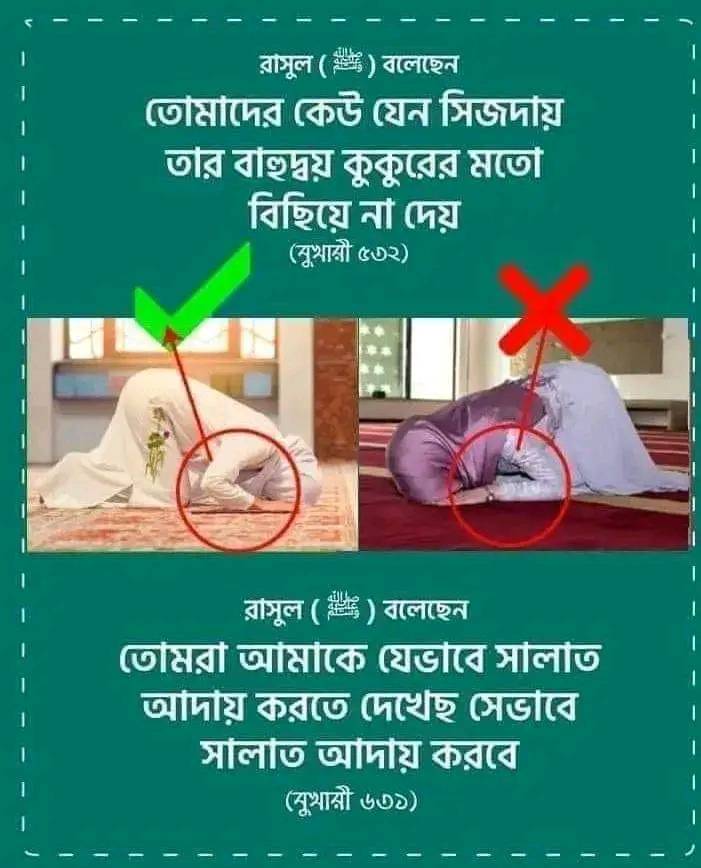 রাসুল (ﷺ) বলেছেন
তোমাদের কেউ যেন সিজদায়
তার বাহুদ্বয় কুকুরের মতো
বিছিয়ে না দেয়
(বুখারী ৫৩২)
রাসুল (ﷺ) বলেছেন
তোমরা আমাকে যেভাবে সালাত
আদায় করতে দেখেছ সেভাবে
সালাত আদায় করবে
(বুখারী ৬৩১)